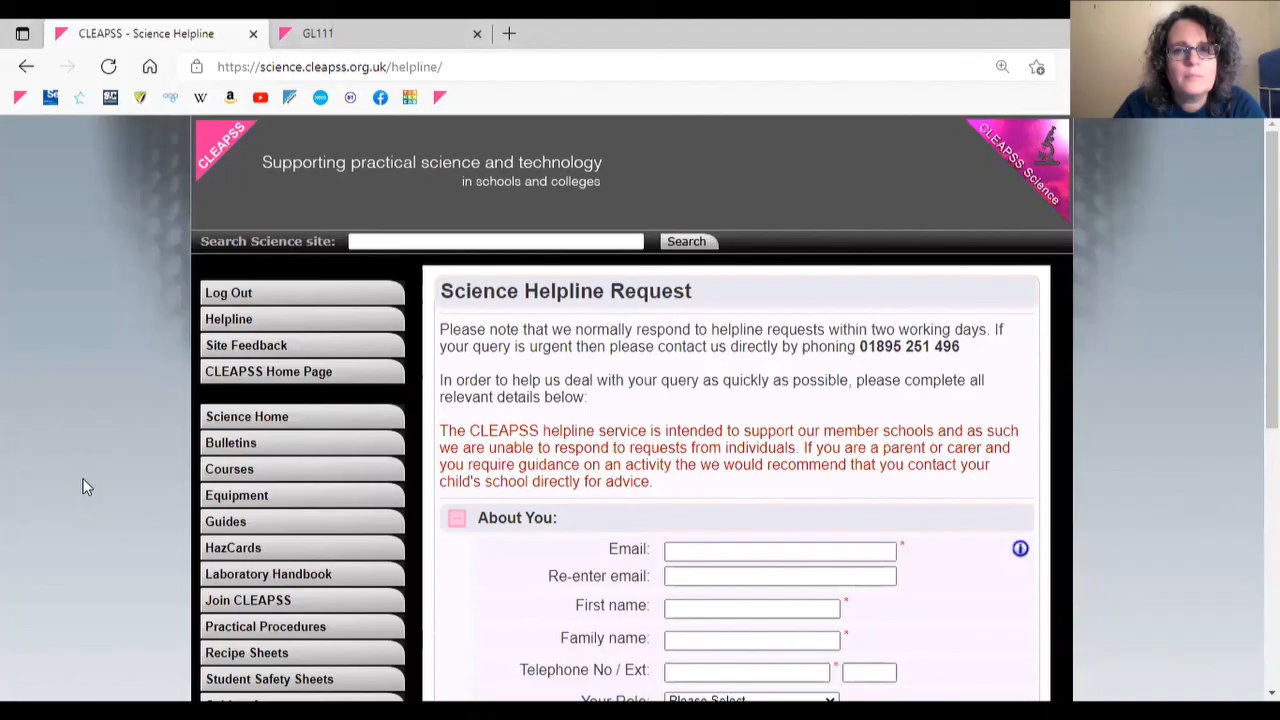 CLEAPSS - Science Helpline
GL111
https://science.cleapss.org.uk/helpline/
CLEAPSS
Supporting practical science and technology
in schools and colleges
CLEAPSS Science
Search Science site:
Search
Log Out
Helpline
Site Feedback
CLEAPSS Home Page
Science Home
Bulletins
Courses
Equipment
Guides
HazCards
Laboratory Handbook
Join CLEAPSS
Practical Procedures
Recipe Sheets
Student Safety Sheets
Science Helpline Request
Please note that we normally respond to helpline requests within two working days. If
your query is urgent then please contact us directly by phoning 01895 251 496
In order to help us deal with your query as quickly as possible, please complete all
relevant details below:
The CLEAPSS helpline service is intended to support our member schools and as such
we are unable to respond to requests from individuals. If you are a parent or carer and
you require guidance on an activity the we would recommend that you contact your
child's school directly for advice.
About You:
Email: *
Re-enter email:
First name: *
Family name: *
Telephone No / Ext: *
Your Role: Please Select